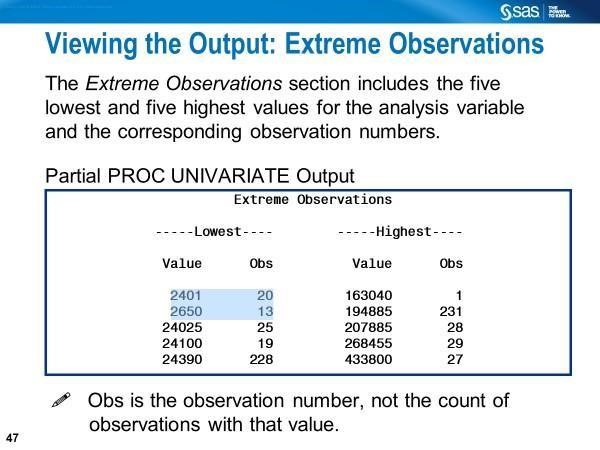 sas THE POWER TO KNOW.
Viewing the Output: Extreme Observations
The Extreme Observations section includes the five
lowest and five highest values for the analysis variable
and the corresponding observation numbers.
Partial PROC UNIVARIATE Output
Extreme Observations
-----Lowest---- -----Highest----
Value Obs Value Obs
2401 20 163040 1
2650 13 194885 231
24025 25 207885 28
24100 19 268455 29
24390 228 433800 27
Obs is the observation number, not the count of
observations with that value.
47